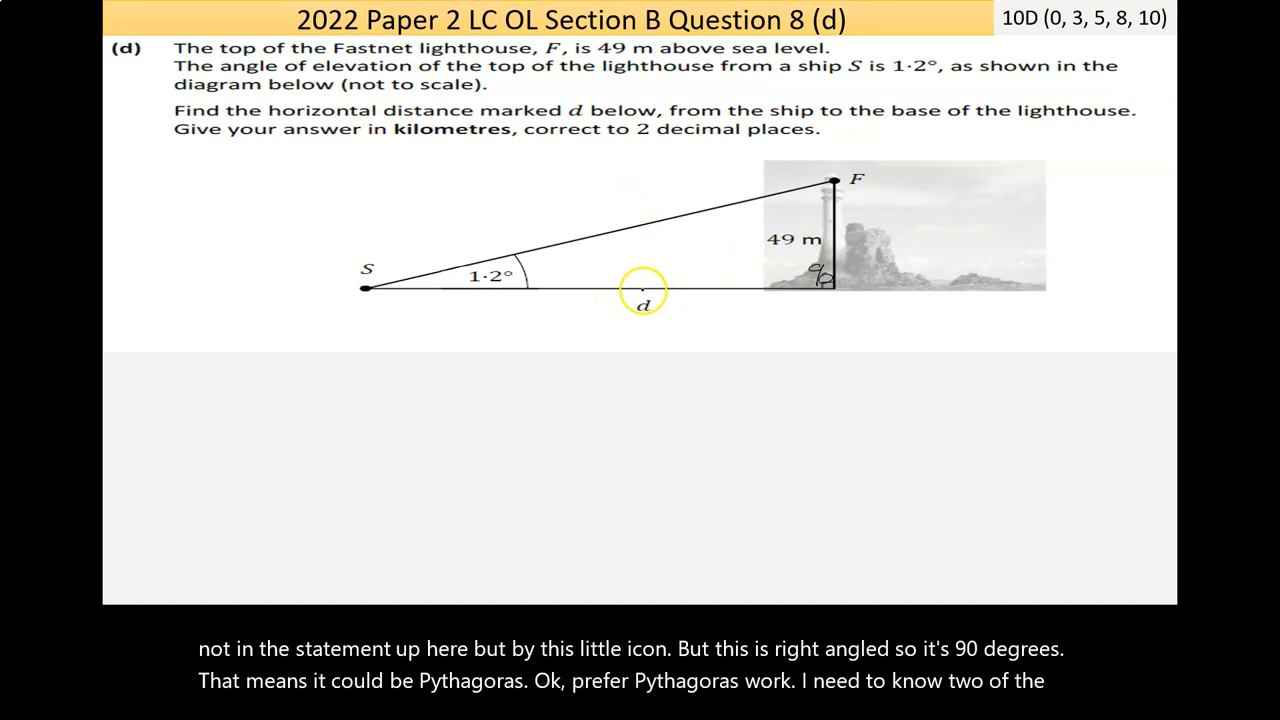 2022 Paper 2 LC OL Section B Question 8 (d)
10D (0, 3, 5, 8, 10)
(d) The top of the Fastnet lighthouse, F, is 49 m above sea level.
The angle of elevation of the top of the lighthouse from a ship S is 1·2°, as shown in the
diagram below (not to scale).
Find the horizontal distance marked d below, from the ship to the base of the lighthouse.
Give your answer in kilometres, correct to 2 decimal places.
F
49 m
S
1·2°
90
d
not in the statement up here but by this little icon. But this is right angled so it's 90 degrees.
That means it could be Pythagoras. Ok, prefer Pythagoras work. I need to know two of the